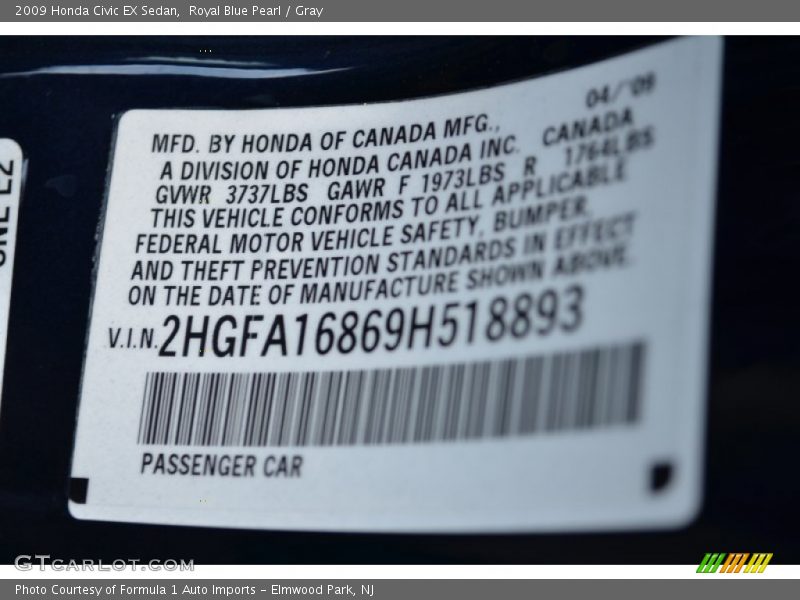 2009 Honda Civic EX Sedan,  Royal Blue Pearl / Gray
04/09
MFD. BY HONDA OF CANADA MFG.,
A DIVISION OF HONDA CANADA INC. CANADA
GVWR 3737LBS GAWR F 1973LBS R 1764LBS
THIS VEHICLE CONFORMS TO ALL APPLICABLE
FEDERAL MOTOR VEHICLE SAFETY, BUMPER,
AND THEFT PREVENTION STANDARDS IN EFFECT
ON THE DATE OF MANUFACTURE SHOWN ABOVE.
V.I.N. 2HGFA16869H518893
PASSENGER CAR
GTcarlot.com
Photo Courtesy of Formula 1 Auto Imports - Elmwood Park, NJ